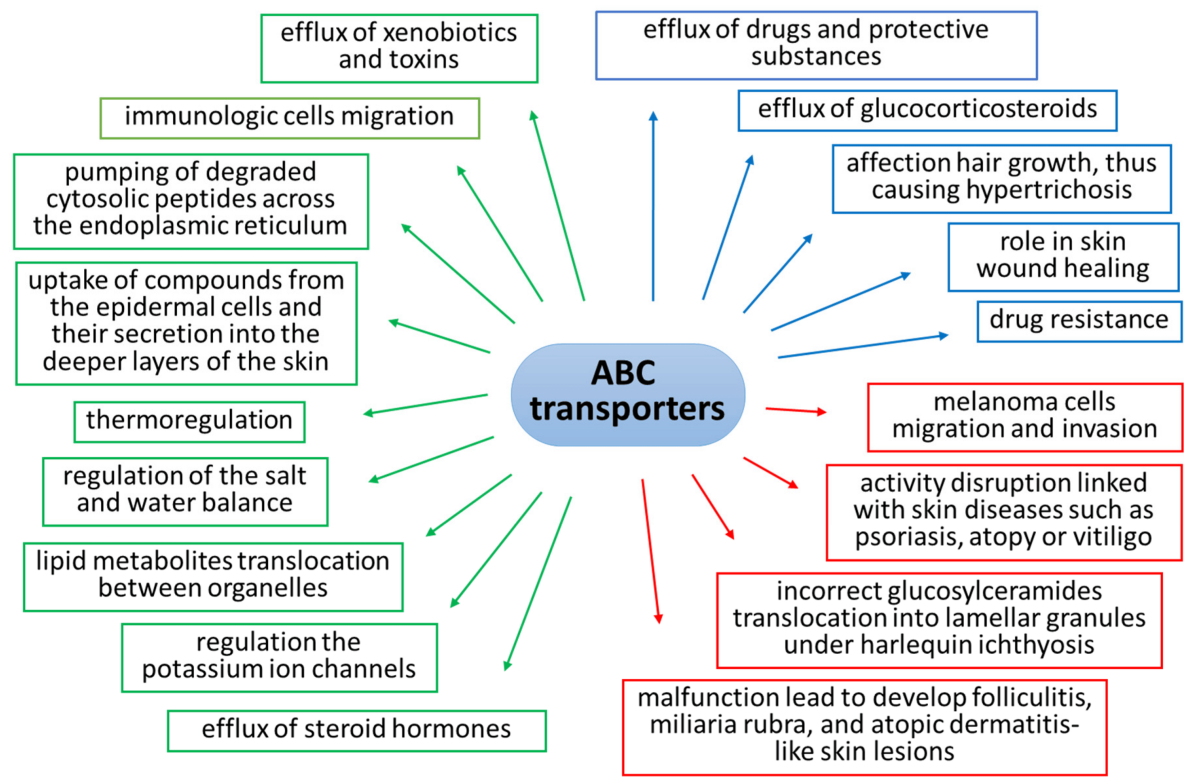 efflux of xenobiotics
and toxins
immunologic cells migration
pumping of degraded
cytosolic peptides across
the endoplasmic reticulum
uptake of compounds from
the epidermal cells and
their secretion into the
deeper layers of the skin
thermoregulation
regulation of the salt
and water balance
lipid metabolites translocation
between organelles
regulation the
potassium ion channels
efflux of steroid hormones
ABC
transporters
efflux of drugs and protective
substances
efflux of glucocorticosteroids
affection hair growth, thus
causing hypertrichosis
role in skin
wound healing
drug resistance
melanoma cells
migration and invasion
activity disruption linked
with skin diseases such as
psoriasis, atopy or vitiligo
incorrect glucosylceramides
translocation into lamellar granules
under harlequin ichthyosis
malfunction lead to develop folliculitis,
miliaria rubra, and atopic dermatitis-
like skin lesions